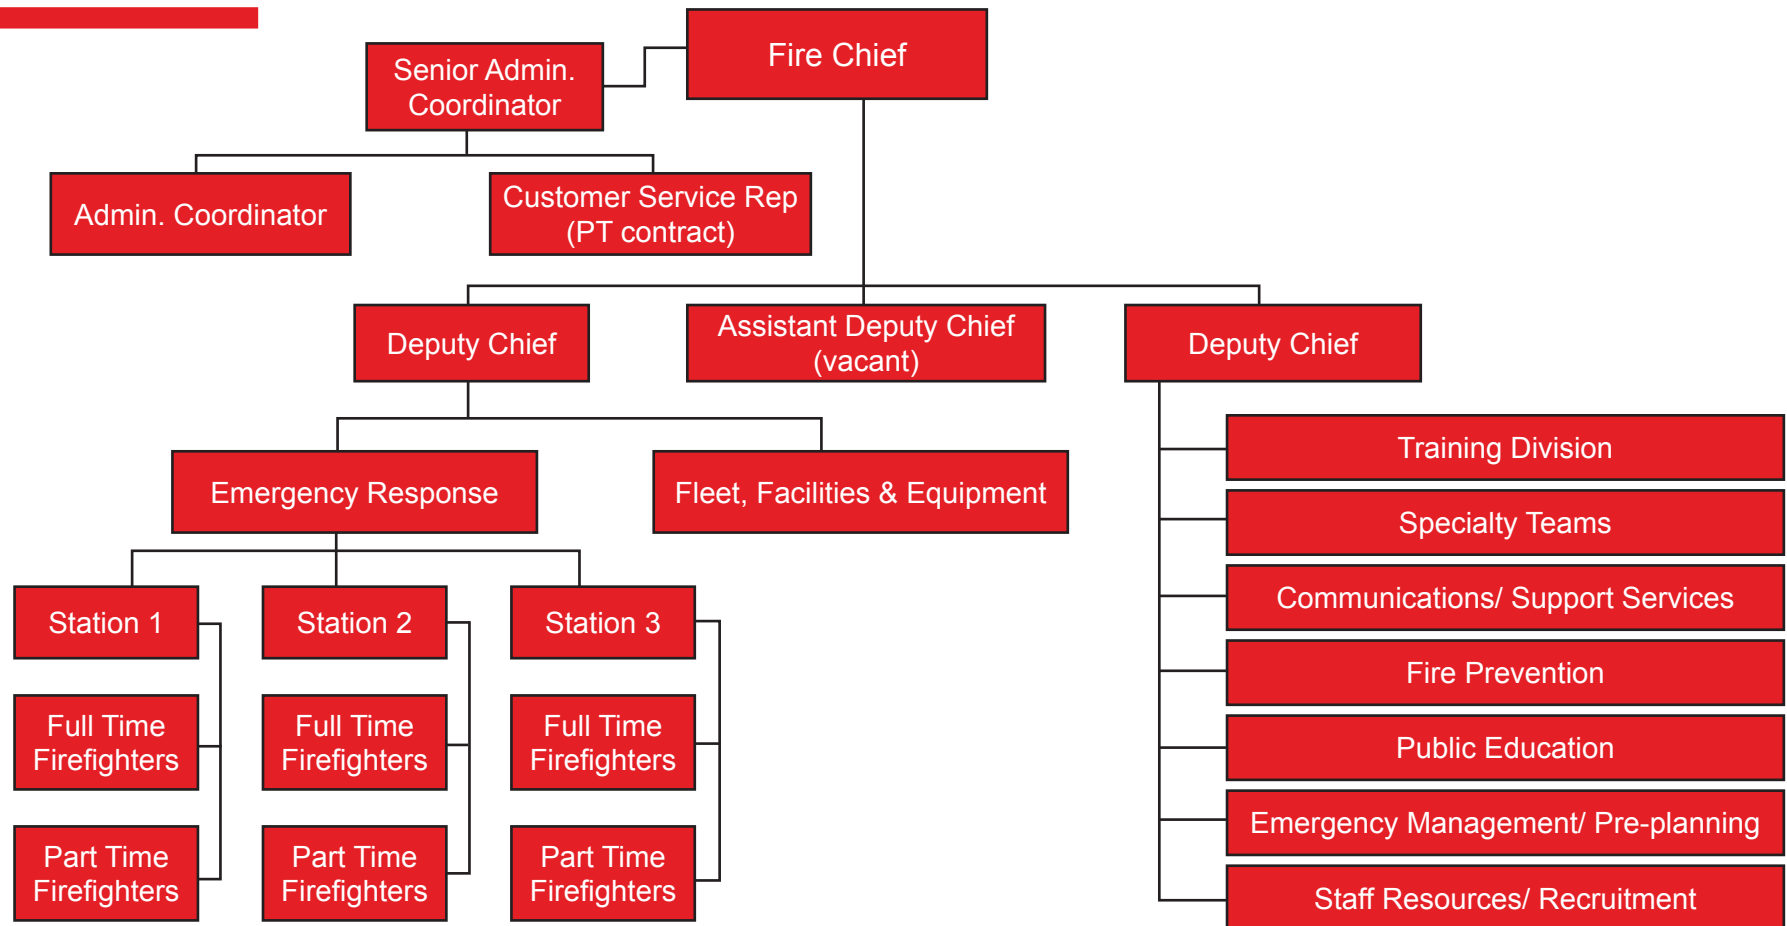 Fire Chief
Senior Admin.
Coordinator
Admin. Coordinator
Customer Service Rep
(PT contract)
Deputy Chief
Assistant Deputy Chief
(vacant)
Deputy Chief
Emergency Response
Fleet, Facilities & Equipment
Station 1
Full Time
Firefighters
Part Time
Firefighters
Station 2
Full Time
Firefighters
Part Time
Firefighters
Station 3
Full Time
Firefighters
Part Time
Firefighters
Training Division
Specialty Teams
Communications/ Support Services
Fire Prevention
Public Education
Emergency Management/ Pre-planning
Staff Resources/ Recruitment